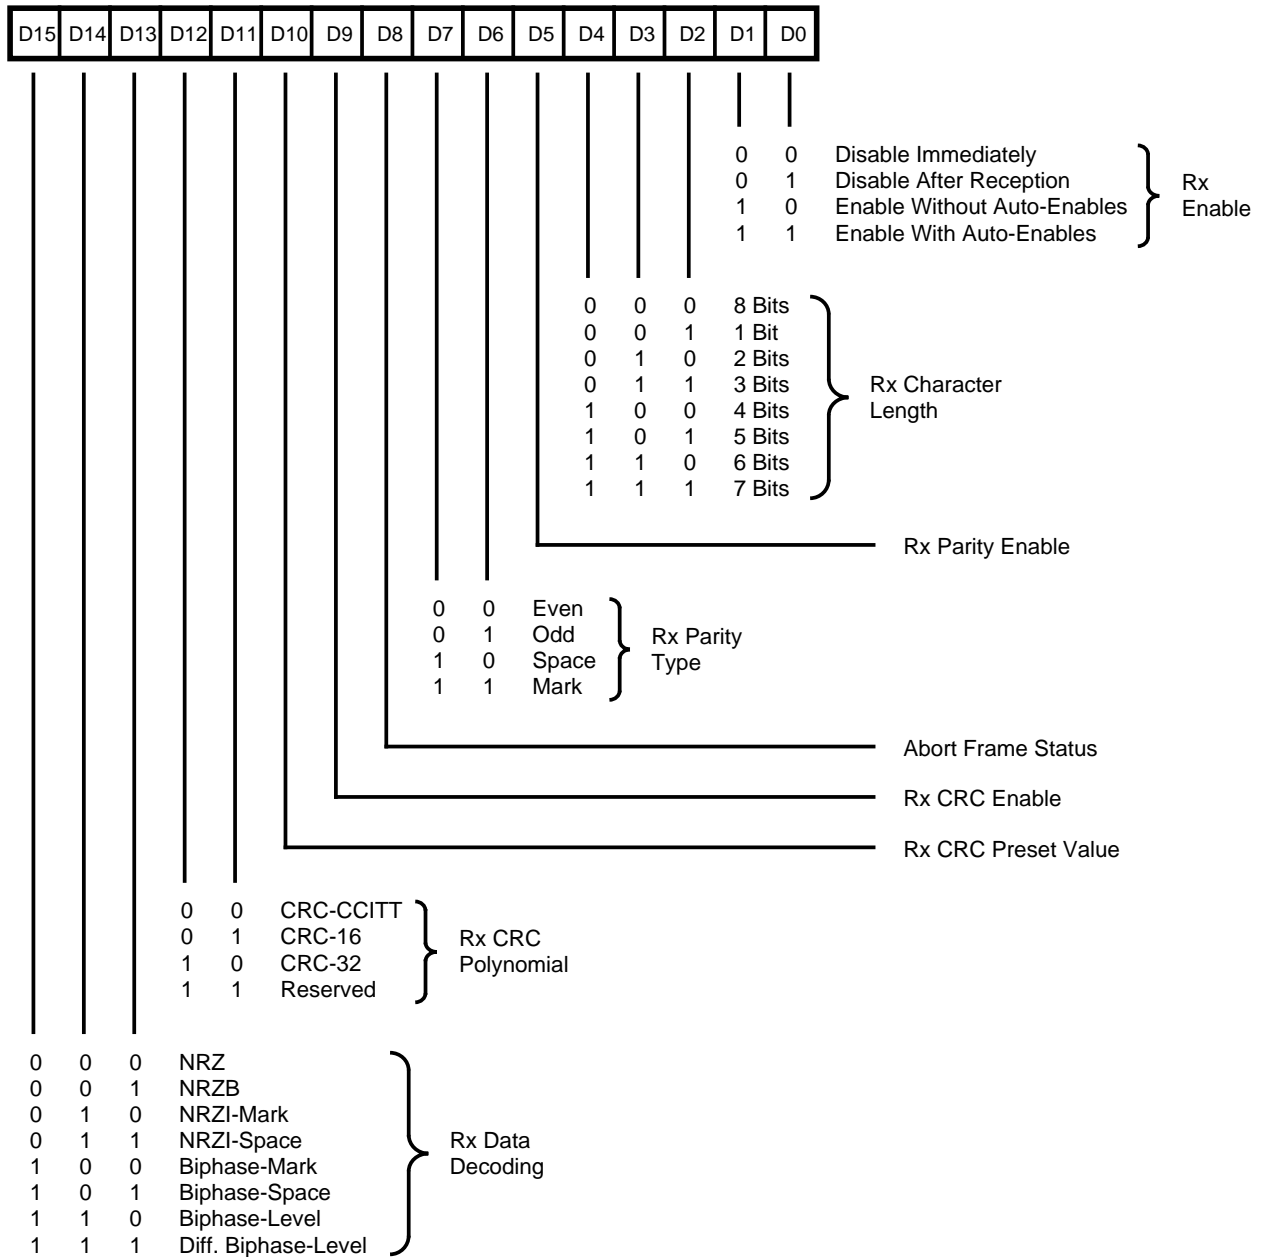 D15 D14 D13 D12 D11 D10 D9 D8 D7 D6 D5 D4 D3 D2 D1 D0
0 0 Disable Immediately
0 1 Disable After Reception
1 0 Enable Without Auto-Enables
1 1 Enable With Auto-Enables
Rx
Enable
0 0 0 8 Bits
0 0 1 1 Bit
0 1 0 2 Bits
0 1 1 3 Bits
1 0 0 4 Bits
1 0 1 5 Bits
1 1 0 6 Bits
1 1 1 7 Bits
Rx Character
Length
Rx Parity Enable
0 0 Even
0 1 Odd
1 0 Space
1 1 Mark
Rx Parity
Type
Abort Frame Status
Rx CRC Enable
Rx CRC Preset Value
0 0 CRC-CCITT
0 1 CRC-16
1 0 CRC-32
1 1 Reserved
Rx CRC
Polynomial
0 0 0 NRZ
0 0 1 NRZB
0 1 0 NRZI-Mark
0 1 1 NRZI-Space
1 0 0 Biphase-Mark
1 0 1 Biphase-Space
1 1 0 Biphase-Level
1 1 1 Diff. Biphase-Level
Rx Data
Decoding